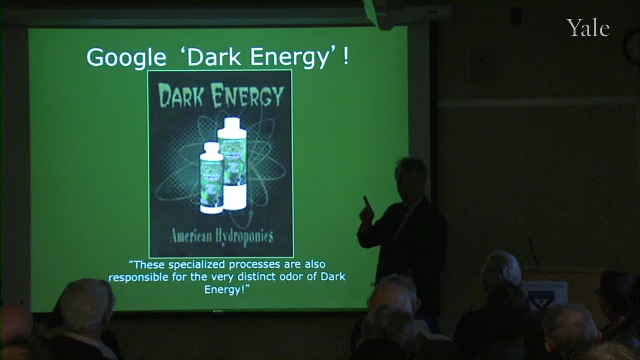 Yale
Google ‘Dark Energy’ !
DARK ENERGY
American Hydroponics
“These specialized processes are also
responsible for the very distinct odor of Dark
Energy!”